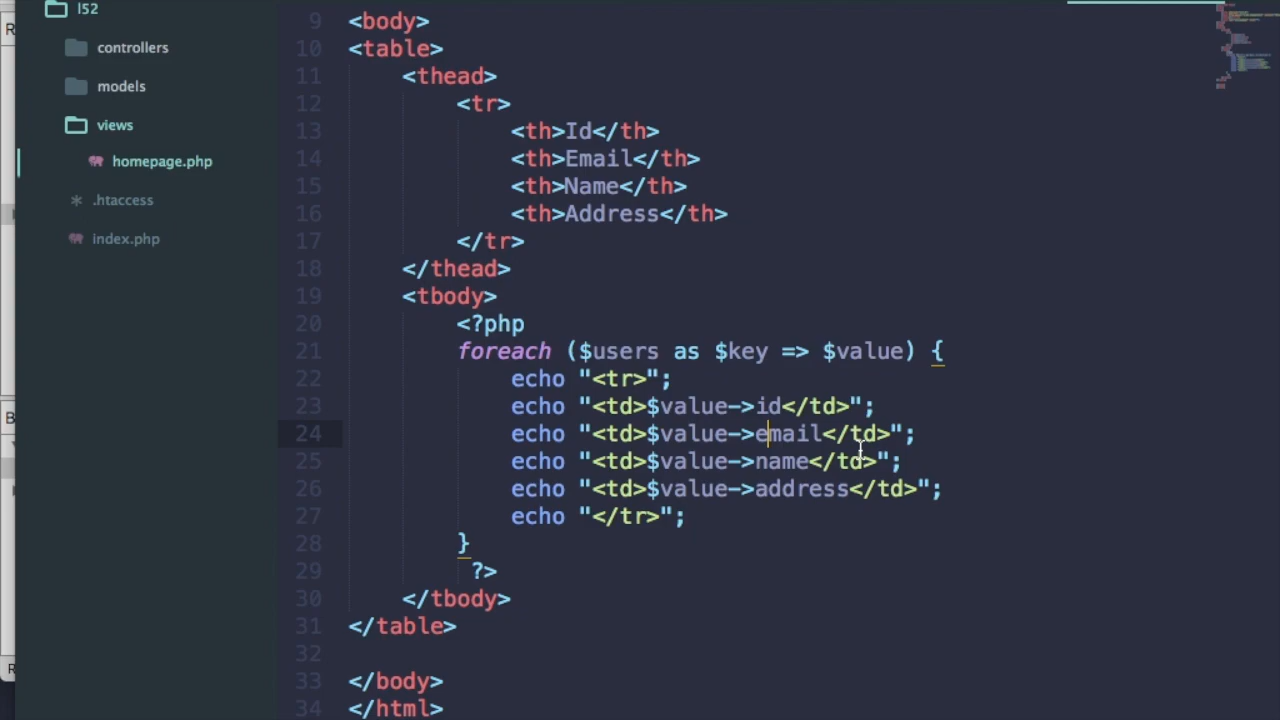 l52
controllers
models
views
homepage.php
.htaccess
index.php
R
B
R
9 <body>
10 <table>
11 <thead>
12 <tr>
13 <th>Id</th>
14 <th>Email</th>
15 <th>Name</th>
16 <th>Address</th>
17 </tr>
18 </thead>
19 <tbody>
20 <?php
21 foreach ($users as $key => $value) {
22 echo "<tr>";
23 echo "<td>$value->id</td>";
24 echo "<td>$value->email</td>";
25 echo "<td>$value->name</td>";
26 echo "<td>$value->address</td>";
27 echo "</tr>";
28 }
29 ?>
30 </tbody>
31 </table>
32
33 </body>
34 </html>